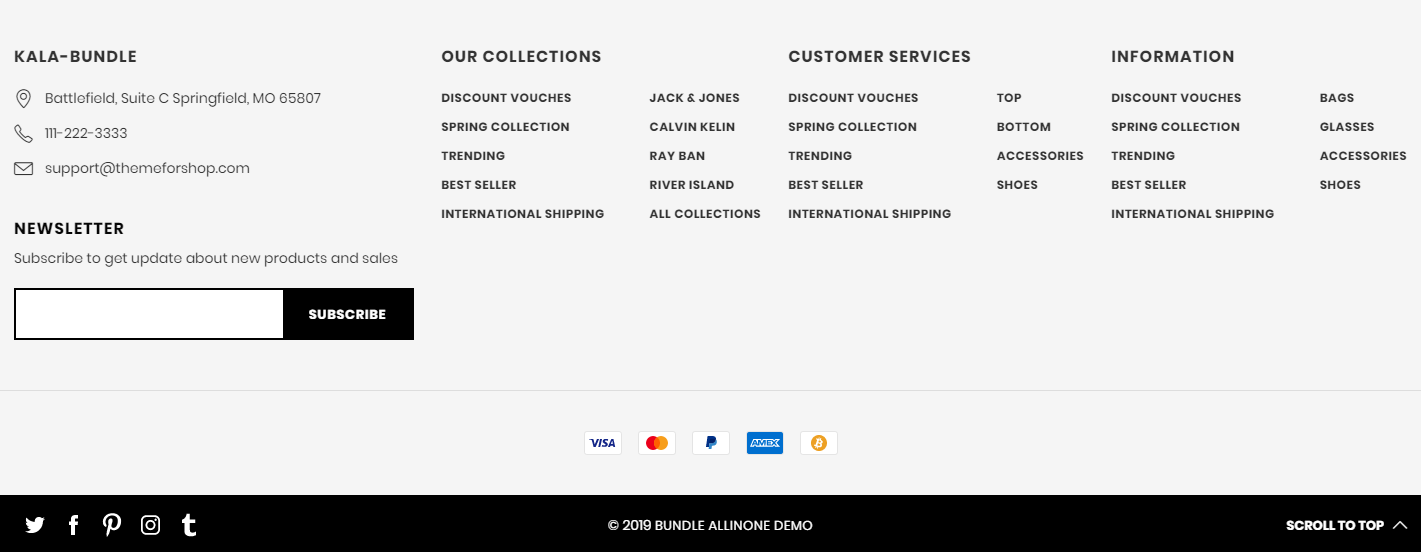 KALA-BUNDLE
Battlefield, Suite C Springfield, MO 65807
111-222-3333
support@themeforshop.com
NEWSLETTER
Subscribe to get update about new products and sales
SUBSCRIBE
OUR COLLECTIONS
DISCOUNT VOUCHES
SPRING COLLECTION
TRENDING
BEST SELLER
INTERNATIONAL SHIPPING
JACK & JONES
CALVIN KELIN
RAY BAN
RIVER ISLAND
ALL COLLECTIONS
CUSTOMER SERVICES
DISCOUNT VOUCHES
SPRING COLLECTION
TRENDING
BEST SELLER
INTERNATIONAL SHIPPING
TOP
BOTTOM
ACCESSORIES
SHOES
INFORMATION
DISCOUNT VOUCHES
SPRING COLLECTION
TRENDING
BEST SELLER
INTERNATIONAL SHIPPING
BAGS
GLASSES
ACCESSORIES
SHOES
VISA
AMEX
© 2019 BUNDLE ALLINONE DEMO
SCROLL TO TOP